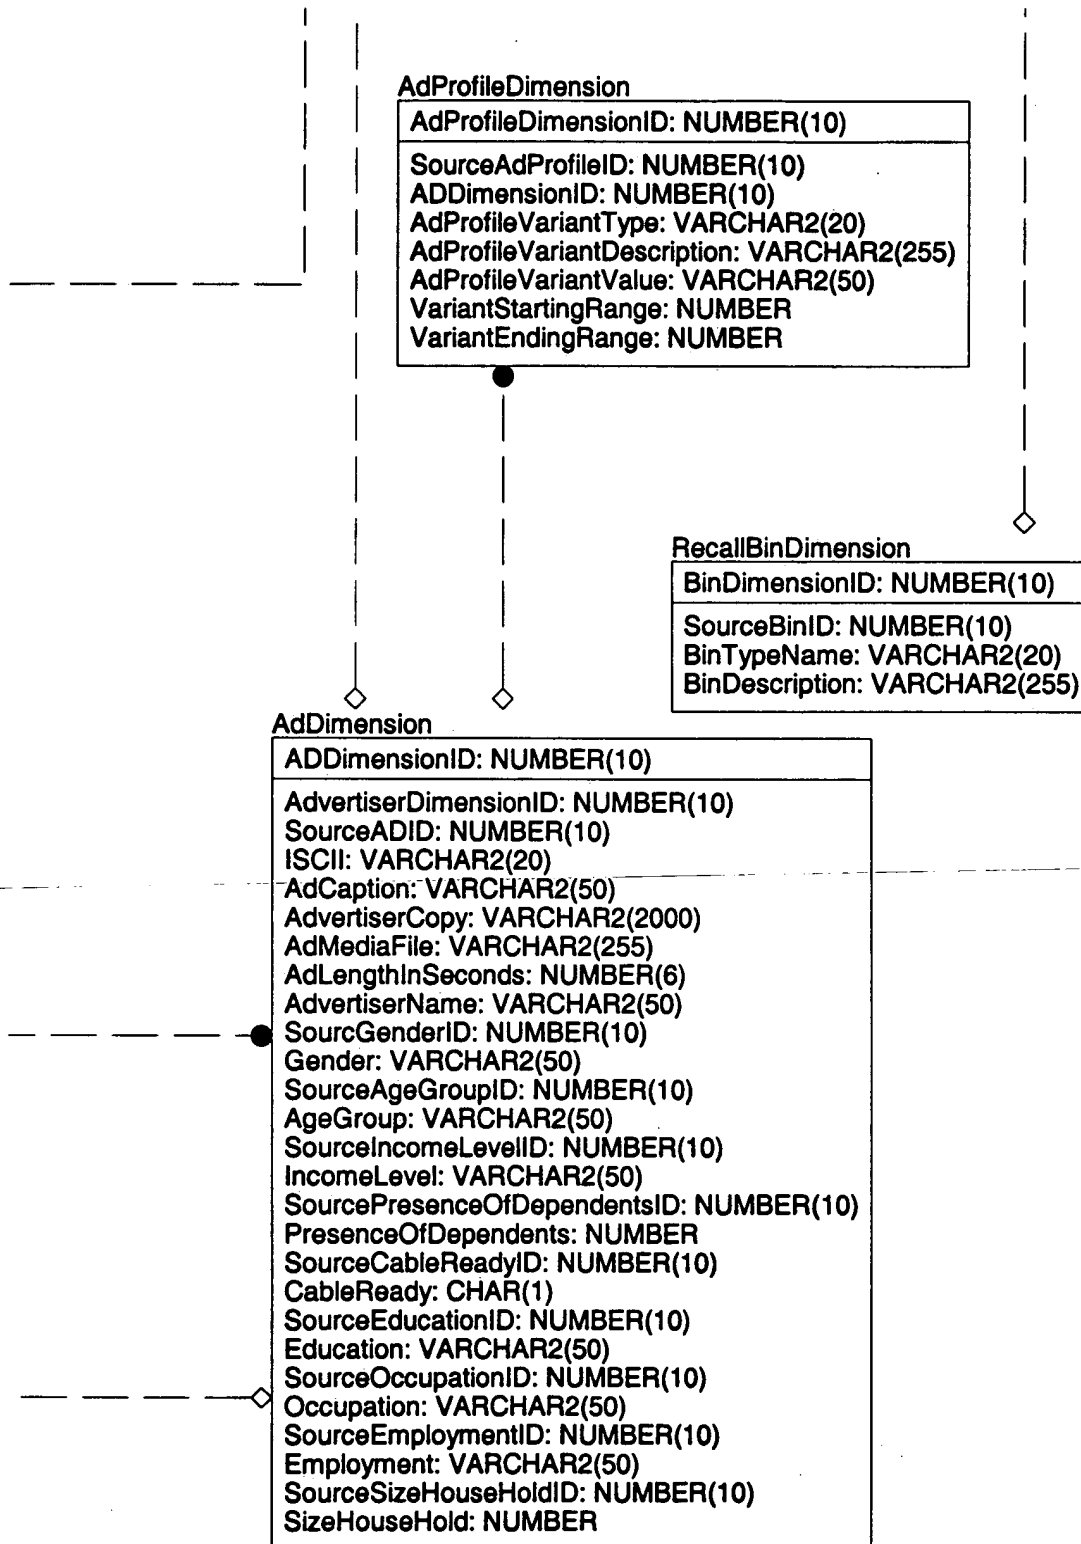 AdProfileDimension
AdProfileDimensionID: NUMBER(10)
SourceAdProfileID: NUMBER(10)
ADDimensionID: NUMBER(10)
AdProfileVariantType: VARCHAR2(20)
AdProfileVariantDescription: VARCHAR2(255)
AdProfileVariantValue: VARCHAR2(50)
VariantStartingRange: NUMBER
VariantEndingRange: NUMBER
RecallBinDimension
BinDimensionID: NUMBER(10)
SourceBinID: NUMBER(10)
BinTypeName: VARCHAR2(20)
BinDescription: VARCHAR2(255)
AdDimension
ADDimensionID: NUMBER(10)
AdvertiserDimensionID: NUMBER(10)
SourceADID: NUMBER(10)
ISCII: VARCHAR2(20)
AdCaption: VARCHAR2(50)
AdvertiserCopy: VARCHAR2(2000)
AdMediaFile: VARCHAR2(255)
AdLengthInSeconds: NUMBER(6)
AdvertiserName: VARCHAR2(50)
SourcGenderID: NUMBER(10)
Gender: VARCHAR2(50)
SourceAgeGroupID: NUMBER(10)
AgeGroup: VARCHAR2(50)
SourceIncomeLevelID: NUMBER(10)
IncomeLevel: VARCHAR2(50)
SourcePresenceOfDependentsID: NUMBER(10)
PresenceOfDependents: NUMBER
SourceCableReadyID: NUMBER(10)
CableReady: CHAR(1)
SourceEducationID: NUMBER(10)
Education: VARCHAR2(50)
SourceOccupationID: NUMBER(10)
Occupation: VARCHAR2(50)
SourceEmploymentID: NUMBER(10)
Employment: VARCHAR2(50)
SourceSizeHouseHoldID: NUMBER(10)
SizeHouseHold: NUMBER